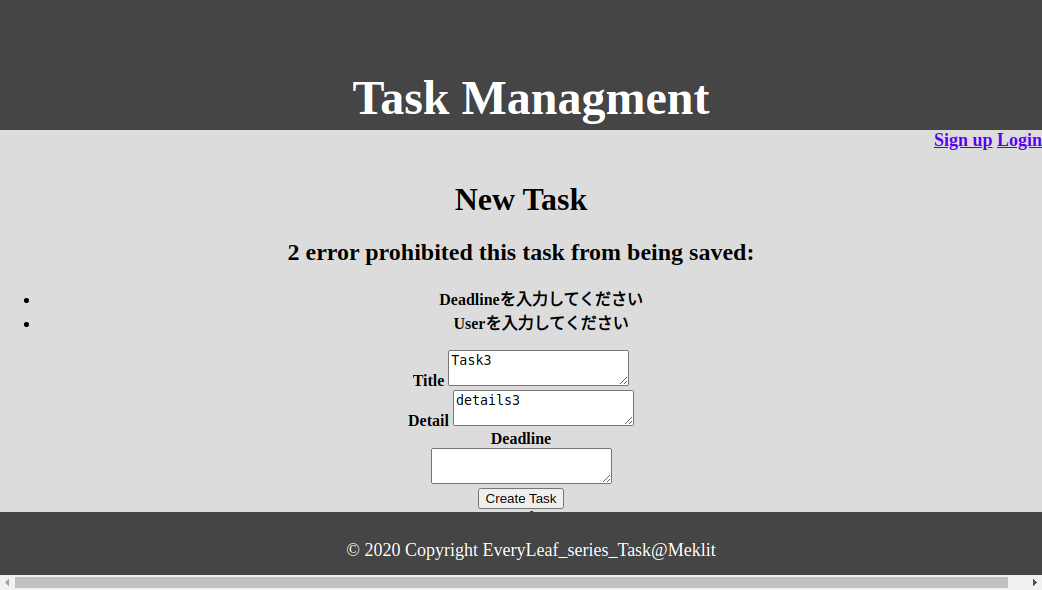 Task Managment
Sign up Login
New Task
2 error prohibited this task from being saved:
Deadlineを入力してください
Userを入力してください
Title Task3
Detail details3
Deadline
Create Task
© 2020 Copyright EveryLeaf_series_Task@Meklit